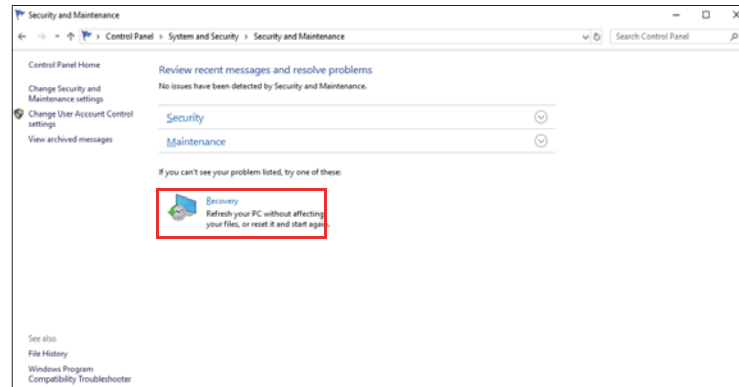 Security and Maintenance
Control Panel › System and Security › Security and Maintenance
Search Control Panel
Control Panel Home
Change Security and
Maintenance settings
Change User Account Control
settings
View archived messages
Review recent messages and resolve problems
No issues have been detected by Security and Maintenance.
Security
Maintenance
If you can't see your problem listed, try one of these:
Recovery
Refresh your PC without affecting
your files, or reset it and start again.
See also
File History
Windows Program
Compatibility Troubleshooter